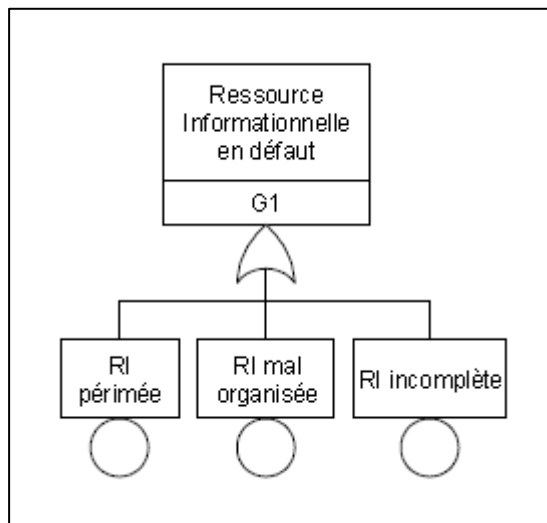 Ressource
Informationnelle
en défaut
G1
RI
périmée
RI mal
organisée
RI incomplète